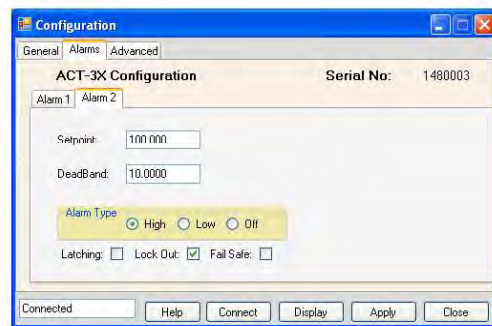 Configuration
General Alarms Advanced
ACT-3X Configuration Serial No: 1480003
Alarm 1 Alarm 2
Setpoint: 100.000
DeadBand: 10.0000
Alarm Type
High Low Off
Latching: Lock Out: Fail Safe:
Connected Help Connect Display Apply Close